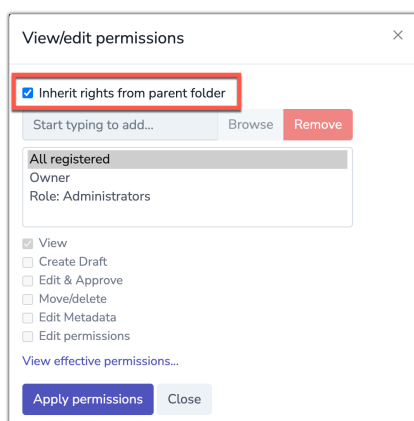 View/edit permissions
Inherit rights from parent folder
Start typing to add... Browse Remove
All registered
Owner
Role: Administrators
View
Create Draft
Edit & Approve
Move/delete
Edit Metadata
Edit permissions
View effective permissions...
Apply permissions Close